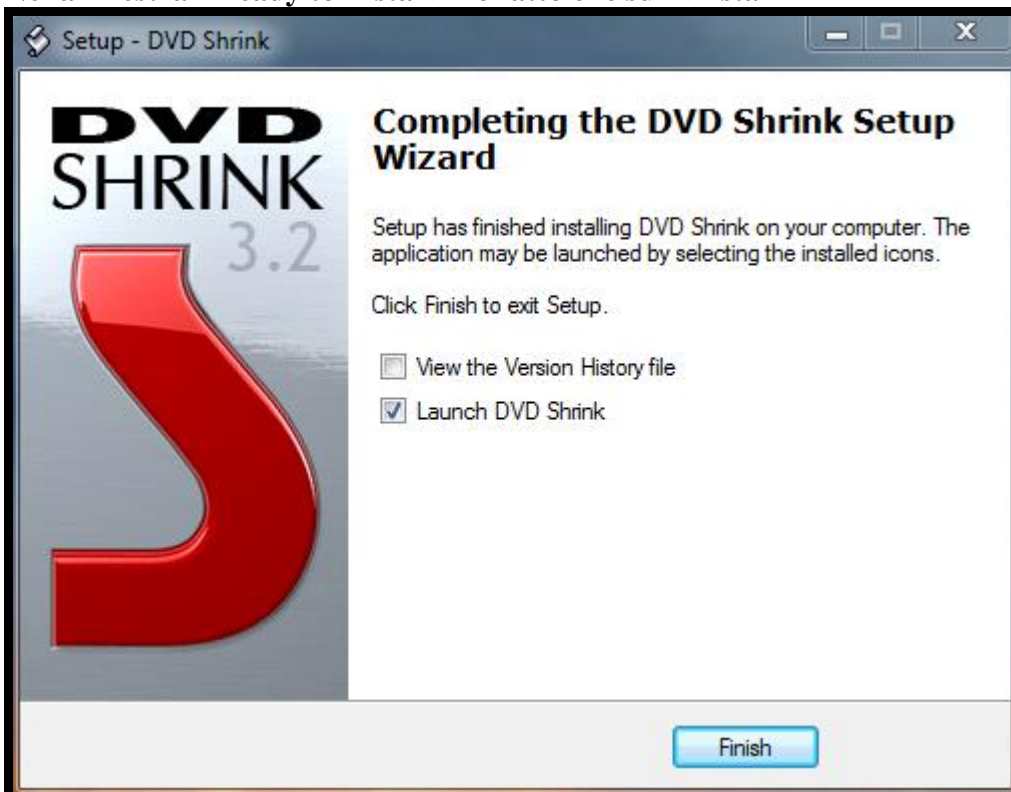 Setup - DVD Shrink
DVD
SHRINK
3.2
Completing the DVD Shrink Setup
Wizard
Setup has finished installing DVD Shrink on your computer. The
application may be launched by selecting the installed icons.
Click Finish to exit Setup.
View the Version History file
Launch DVD Shrink
Finish